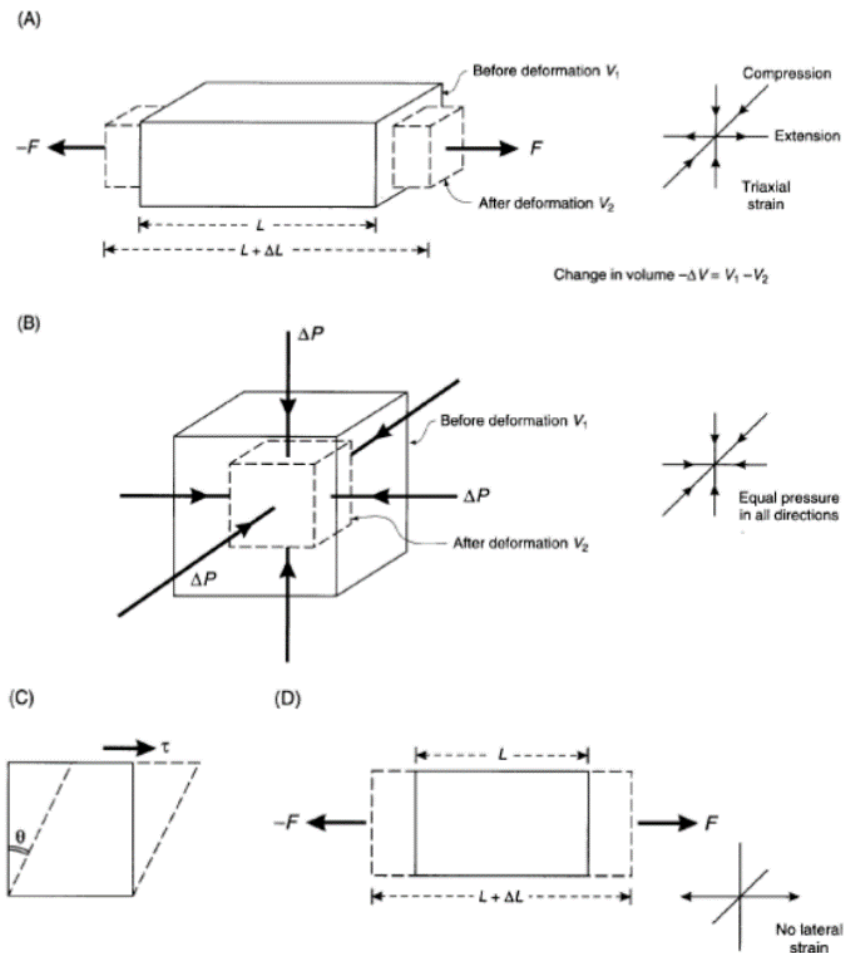 (A)
Before deformation V₁
Compression
–F
F
Extension
After deformation V₂
Triaxial
strain
L
L + ΔL
Change in volume –ΔV = V₁ –V₂
(B)
ΔP
Before deformation V₁
ΔP
Equal pressure
in all directions
After deformation V₂
ΔP
(C)
(D)
τ
L
θ
–F
F
L + ΔL
No lateral
strain